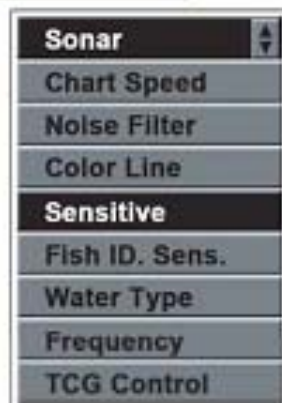 Sonar
Chart Speed
Noise Filter
Color Line
Sensitive
Fish ID. Sens.
Water Type
Frequency
TCG Control